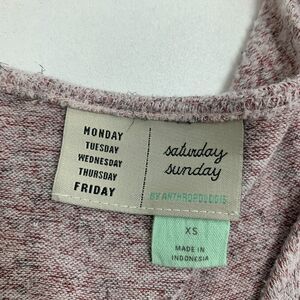 MONDAY
TUESDAY
WEDNESDAY
THURSDAY
FRIDAY
saturday
sunday
BY ANTHROPOLOGIE
XS
MADE IN
INDONESIA